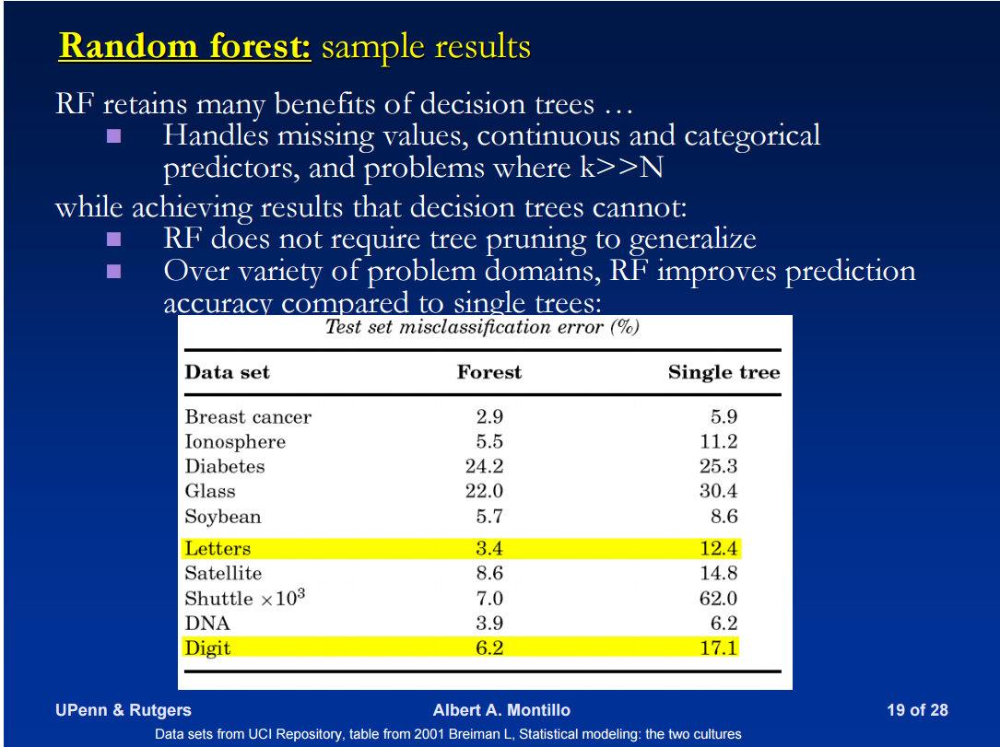 Random forest: sample results
RF retains many benefits of decision trees …
Handles missing values, continuous and categorical
predictors, and problems where k>>N
while achieving results that decision trees cannot:
RF does not require tree pruning to generalize
Over variety of problem domains, RF improves prediction
accuracy compared to single trees:
Test set misclassification error (%)
Data set Forest Single tree
Breast cancer 2.9 5.9
Ionosphere 5.5 11.2
Diabetes 24.2 25.3
Glass 22.0 30.4
Soybean 5.7 8.6
Letters 3.4 12.4
Satellite 8.6 14.8
Shuttle ×10³ 7.0 62.0
DNA 3.9 6.2
Digit 6.2 17.1
UPenn & Rutgers Albert A. Montillo 19 of 28
Data sets from UCI Repository, table from 2001 Breiman L, Statistical modeling: the two cultures